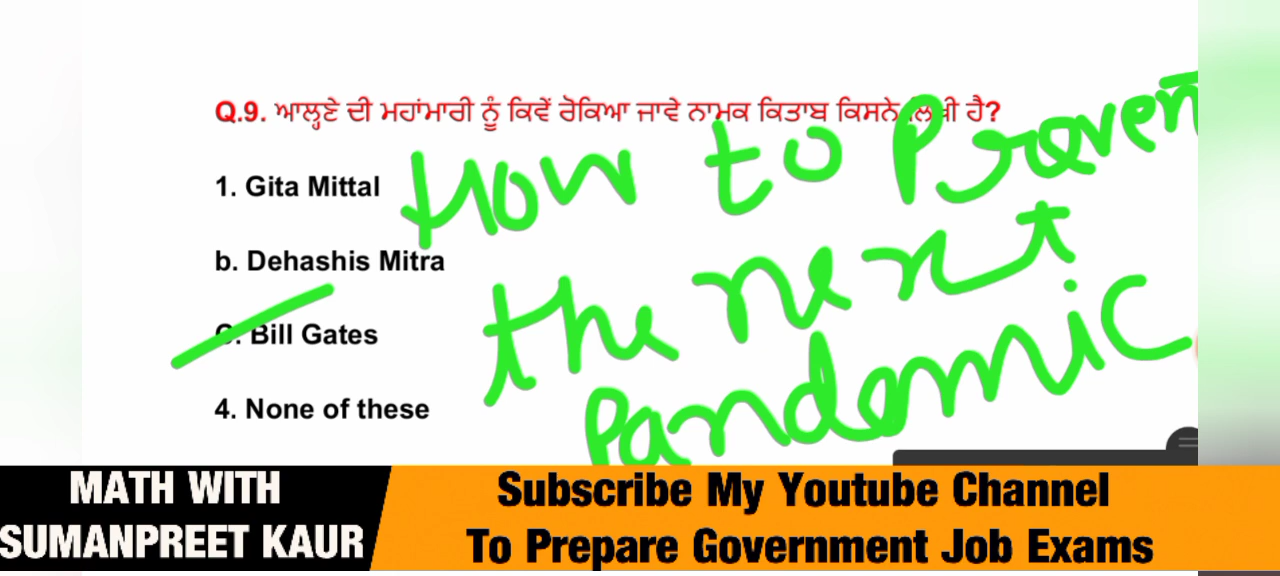 Q.9. ਆਲ੍ਹਣੇ ਦੀ ਮਹਾਂਮਾਰੀ ਨੂੰ ਕਿਵੇਂ ਰੋਕਿਆ ਜਾਵੇ ਨਾਮਕ ਕਿਤਾਬ ਕਿਸਨੇ ਲਿਖੀ ਹੈ?
1. Gita Mittal
b. Dehashis Mitra
C. Bill Gates
4. None of these
How to Prevent
the next
Pandemic
MATH WITH
SUMANPREET KAUR
Subscribe My Youtube Channel
To Prepare Government Job Exams